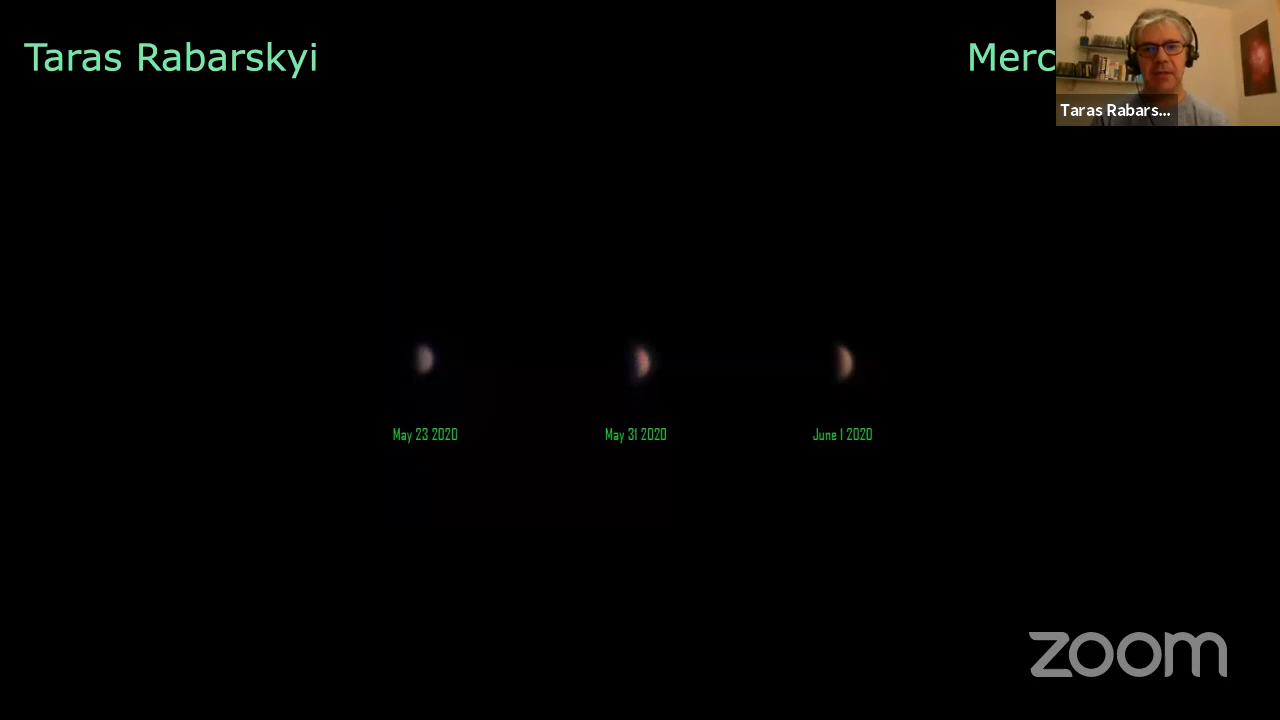 Taras Rabarskyi
Merc
Taras Rabars...
May 23 2020
May 31 2020
June 1 2020
zoom